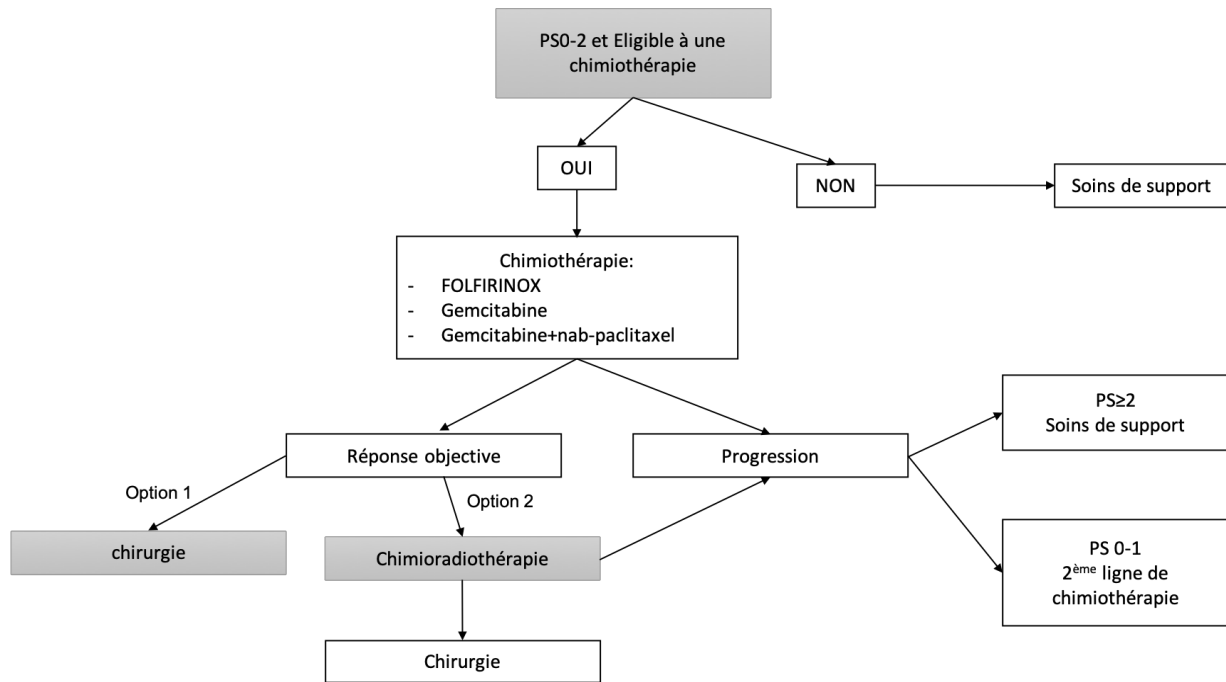 PS0-2 et Eligible à une
chimiothérapie
OUI
NON
Soins de support
Chimiothérapie:
- FOLFIRINOX
- Gemcitabine
- Gemcitabine+nab-paclitaxel
Réponse objective
Progression
PS≥2
Soins de support
Option 1
Option 2
chirurgie
Chimioradiothérapie
PS 0-1
2ème ligne de
chimiothérapie
Chirurgie